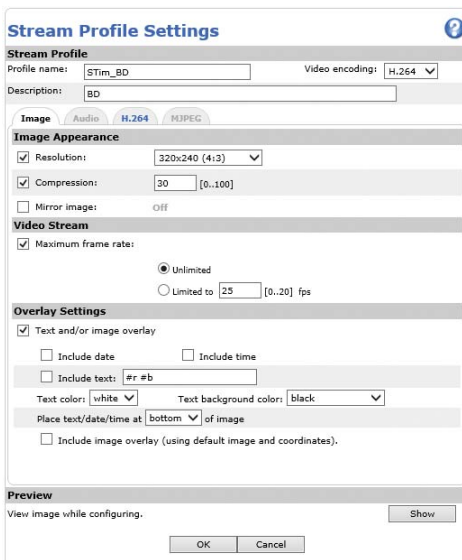 Stream Profile Settings
?
Stream Profile
Profile name: STim_BD Video encoding: H.264
Description: BD
Image Audio H.264 MJPEG
Image Appearance
Resolution: 320x240 (4:3)
Compression: 30 [0..100]
Mirror image: Off
Video Stream
Maximum frame rate:
Unlimited
Limited to 25 [0..20] fps
Overlay Settings
Text and/or image overlay
Include date Include time
Include text: #r #b
Text color: white Text background color: black
Place text/date/time at bottom of image
Include image overlay (using default image and coordinates).
Preview
View image while configuring. Show
OK Cancel